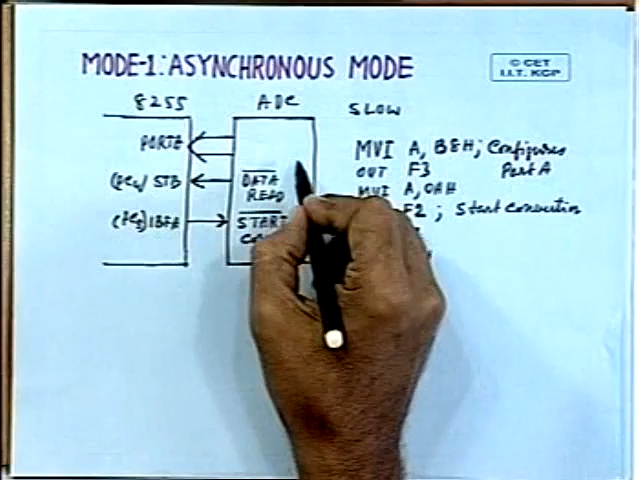 MODE-1: ASYNCHRONOUS MODE
© CET
I.I.T. KGP
8255
ADC
SLOW
PORTA
(PC4) STB
DATA
READ
(PC5) IBFA
START
MVI A, B8H; Configures
OUT F3 Port A
MVI A, 0AH
F2 ; Start Convertion